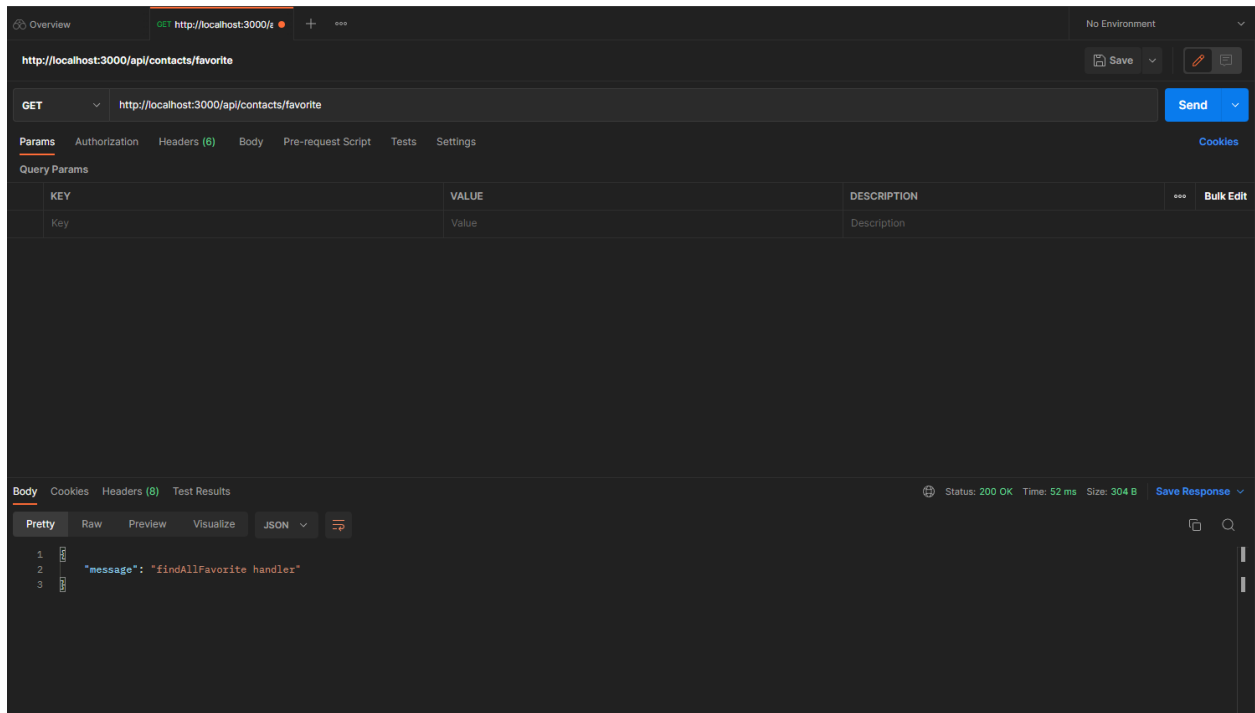 Overview GET http://localhost:3000/a No Environment
http://localhost:3000/api/contacts/favorite Save
GET http://localhost:3000/api/contacts/favorite Send
Params Authorization Headers (6) Body Pre-request Script Tests Settings Cookies
Query Params
KEY VALUE DESCRIPTION Bulk Edit
Key Value Description
Body Cookies Headers (8) Test Results Status: 200 OK Time: 52 ms Size: 304 B Save Response
Pretty Raw Preview Visualize JSON
1 {
2 "message": "findAllFavorite handler"
3 }